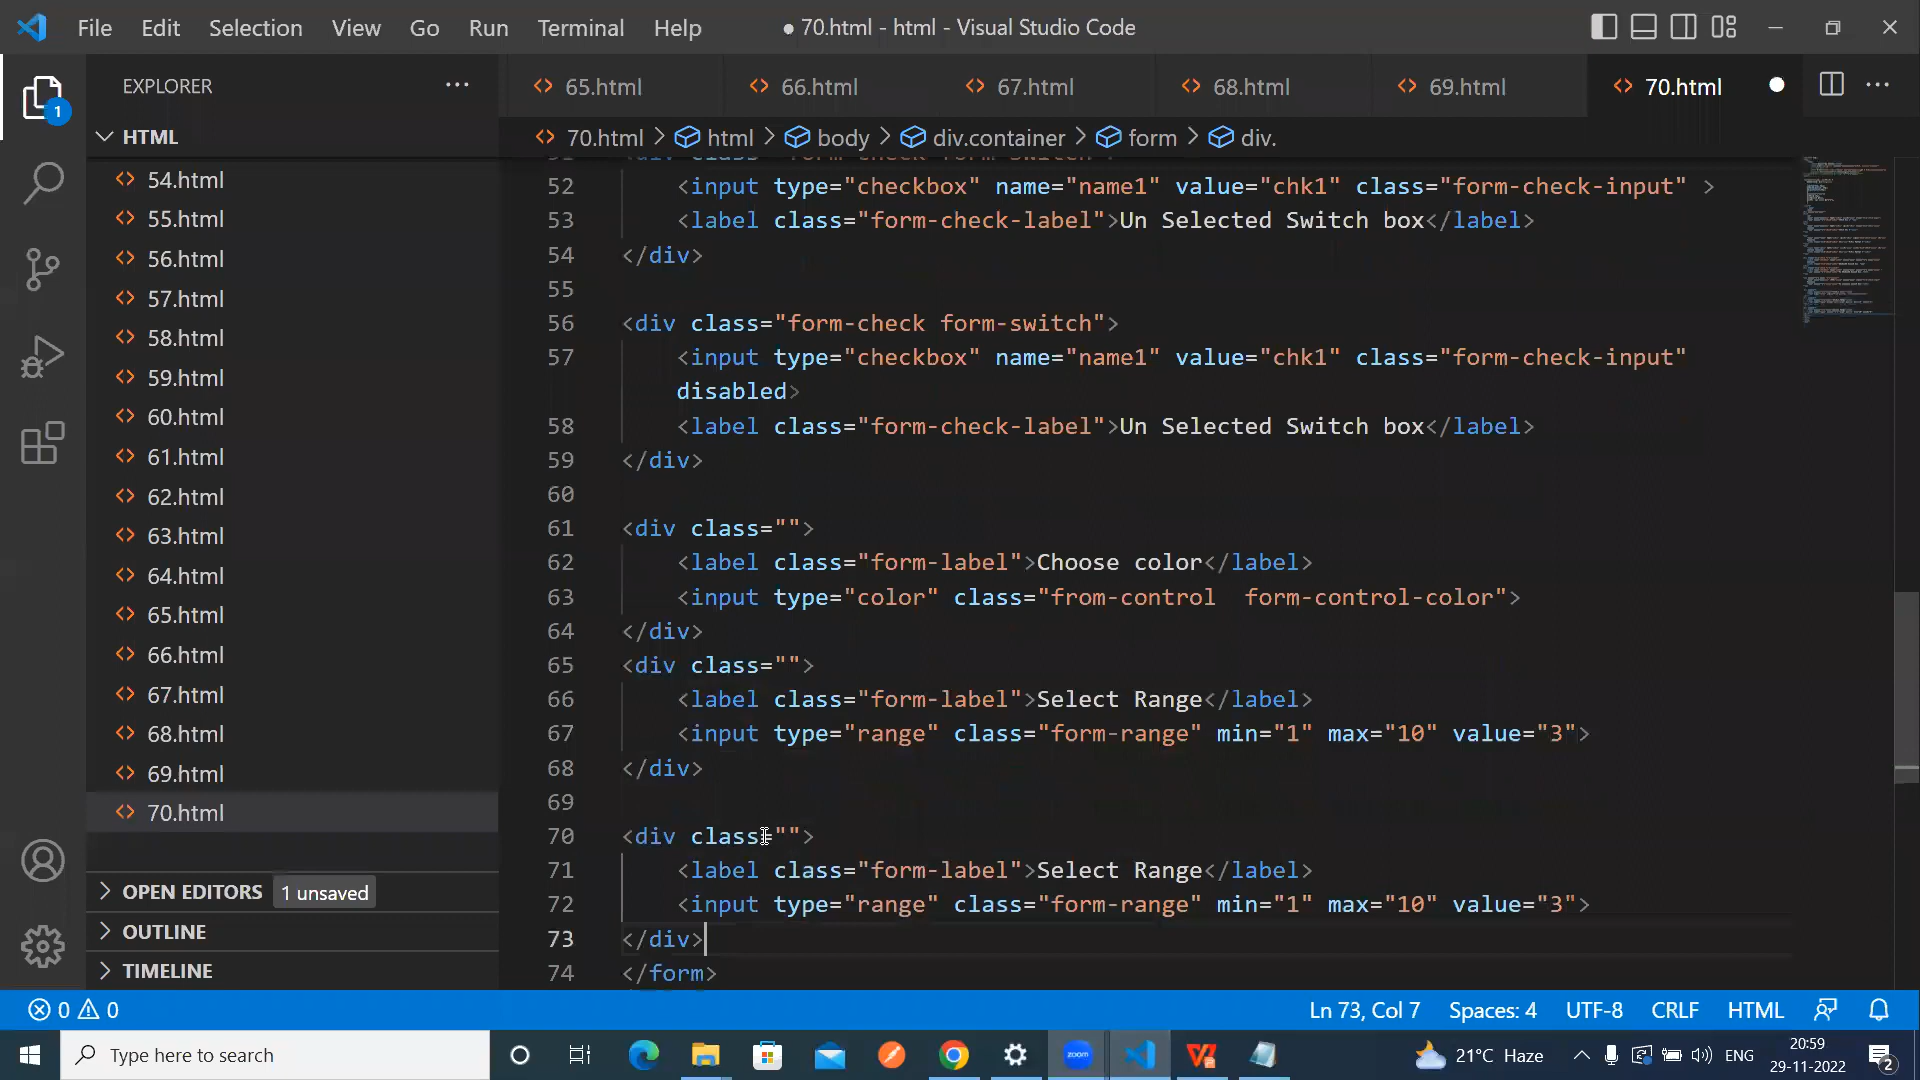 File Edit Selection View Go Run Terminal Help ● 70.html - html - Visual Studio Code
EXPLORER
65.html 66.html 67.html 68.html 69.html 70.html
HTML
70.html > html > body > div.container > form > div.
1
54.html
55.html
56.html
57.html
58.html
59.html
60.html
61.html
62.html
63.html
64.html
65.html
66.html
67.html
68.html
69.html
70.html
OPEN EDITORS 1 unsaved
OUTLINE
TIMELINE
52 <input type="checkbox" name="name1" value="chk1" class="form-check-input" >
53 <label class="form-check-label">Un Selected Switch box</label>
54 </div>
55
56 <div class="form-check form-switch">
57 <input type="checkbox" name="name1" value="chk1" class="form-check-input"
disabled>
58 <label class="form-check-label">Un Selected Switch box</label>
59 </div>
60
61 <div class="">
62 <label class="form-label">Choose color</label>
63 <input type="color" class="from-control  form-control-color">
64 </div>
65 <div class="">
66 <label class="form-label">Select Range</label>
67 <input type="range" class="form-range" min="1" max="10" value="3">
68 </div>
69
70 <div class="">
71 <label class="form-label">Select Range</label>
72 <input type="range" class="form-range" min="1" max="10" value="3">
73 </div>
74 </form>
0 0 Ln 73, Col 7 Spaces: 4 UTF-8 CRLF HTML
Type here to search zoom 21°C Haze ENG 20:59
29-11-2022 2